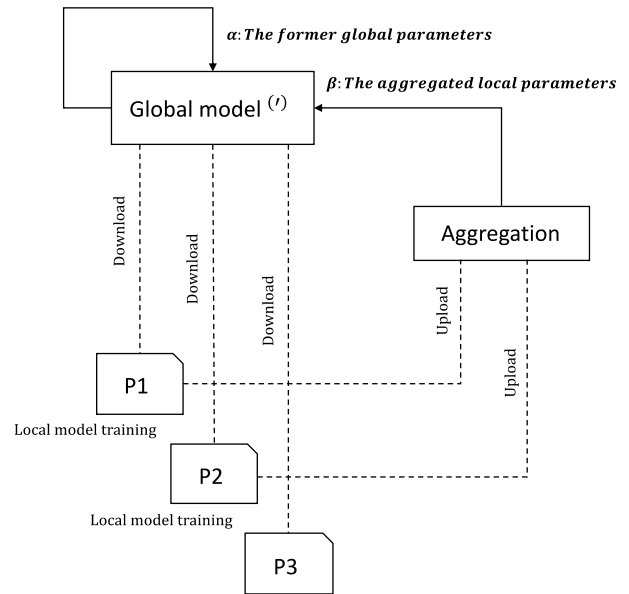 α: The former global parameters
Global model (′)
β: The aggregated local parameters
Download
Download
Download
Aggregation
Upload
Upload
P1
Local model training
P2
Local model training
P3